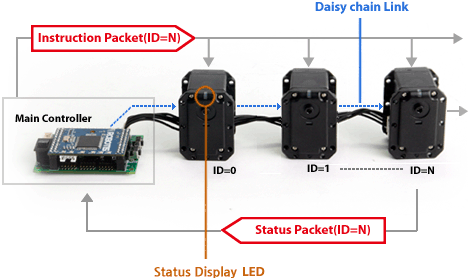 Daisy chain Link
Instruction Packet(ID=N)
Main Controller
ID=0
ID=1
ID=N
Status Packet(ID=N)
Status Display LED